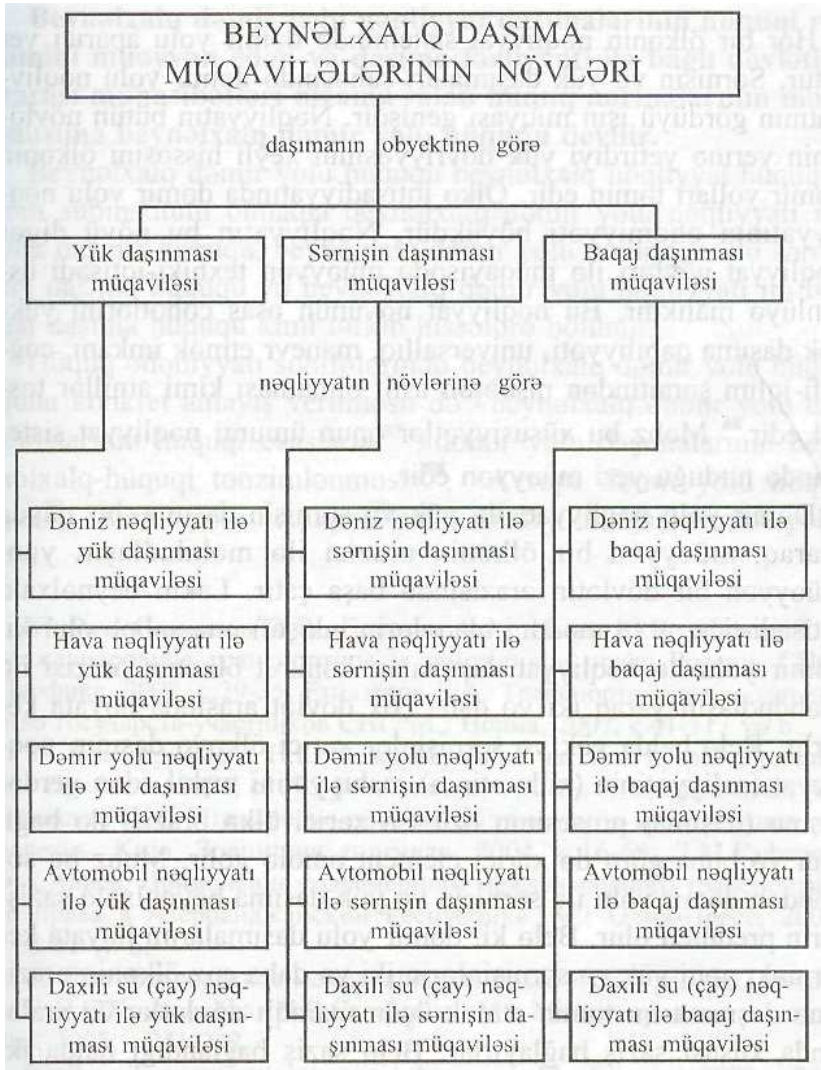 BEYNƏLXALQ DAŞIMA
MÜQAVİLƏLƏRİNİN NÖVLƏRİ
daşımanın obyektinə görə
Yük daşınması
müqaviləsi
Sərnişin daşınması
müqaviləsi
Baqaj daşınması
müqaviləsi
nəqliyyatın növlərinə görə
Dəniz nəqliyyatı ilə
yük daşınması
müqaviləsi
Dəniz nəqliyyatı ilə
sərnişin daşınması
müqaviləsi
Dəniz nəqliyyatı ilə
baqaj daşınması
müqaviləsi
Hava nəqliyyatı ilə
yük daşınması
müqaviləsi
Hava nəqliyyatı ilə
sərnişin daşınması
müqaviləsi
Hava nəqliyyatı ilə
baqaj daşınması
müqaviləsi
Dəmir yolu nəqliyyatı
ilə yük daşınması
müqaviləsi
Dəmir yolu nəqliyyatı
ilə sərnişin daşınması
müqaviləsi
Dəmir yolu nəqliyyatı
ilə baqaj daşınması
müqaviləsi
Avtomobil nəqliyyatı
ilə yük daşınması
müqaviləsi
Avtomobil nəqliyyatı
ilə sərnişin daşınması
müqaviləsi
Avtomobil nəqliyyatı
ilə baqaj daşınması
müqaviləsi
Daxili su (çay) nəq-
liyyatı ilə yük daşın-
ması müqaviləsi
Daxili su (çay) nəq-
liyyatı ilə sərnişin da-
şınması müqaviləsi
Daxili su (çay) nəq-
liyyatı ilə baqaj daşın-
ması müqaviləsi